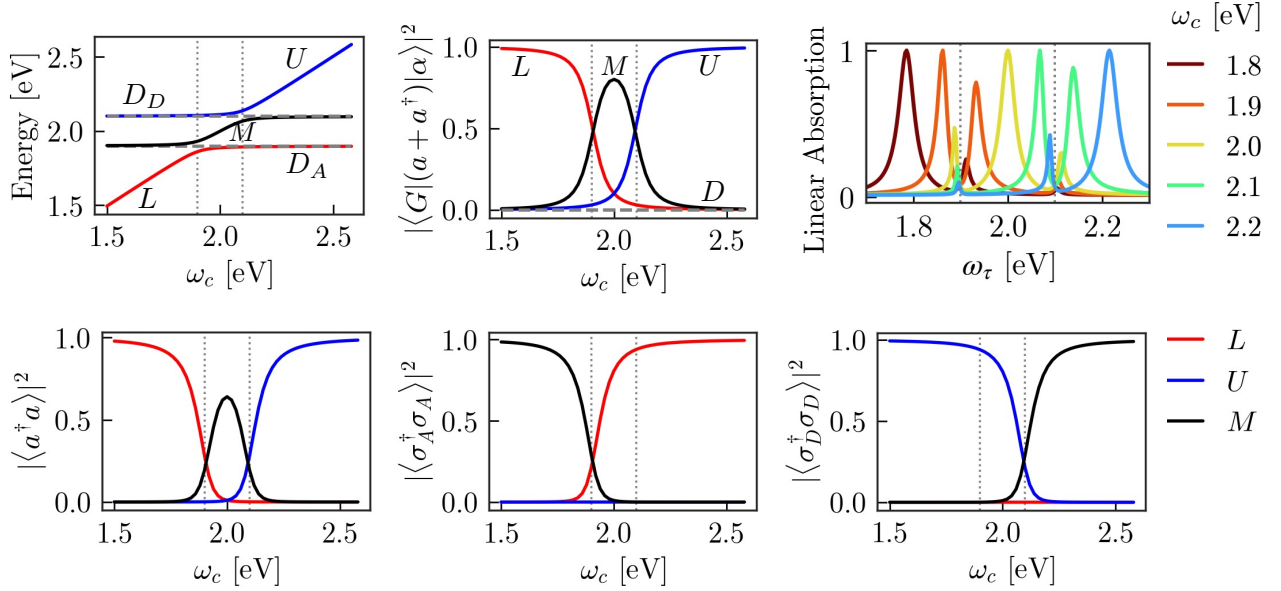 Energy [eV]
2.5
2.0
1.5
D_D
U
M
D_A
L
1.5 2.0 2.5
ω_c [eV]
|⟨G|(a + a^†)|α⟩|^2
1.0
0.5
0.0
L
M
U
D
1.5 2.0 2.5
ω_c [eV]
Linear Absorption
1
0
1.8 2.0 2.2
ω_τ [eV]
ω_c [eV]
1.8
1.9
2.0
2.1
2.2
|⟨a^†a⟩|^2
1.0
0.5
0.0
1.5 2.0 2.5
ω_c [eV]
|⟨σ_A^†σ_A⟩|^2
1.0
0.5
0.0
1.5 2.0 2.5
ω_c [eV]
|⟨σ_D^†σ_D⟩|^2
1.0
0.5
0.0
1.5 2.0 2.5
ω_c [eV]
L
U
M